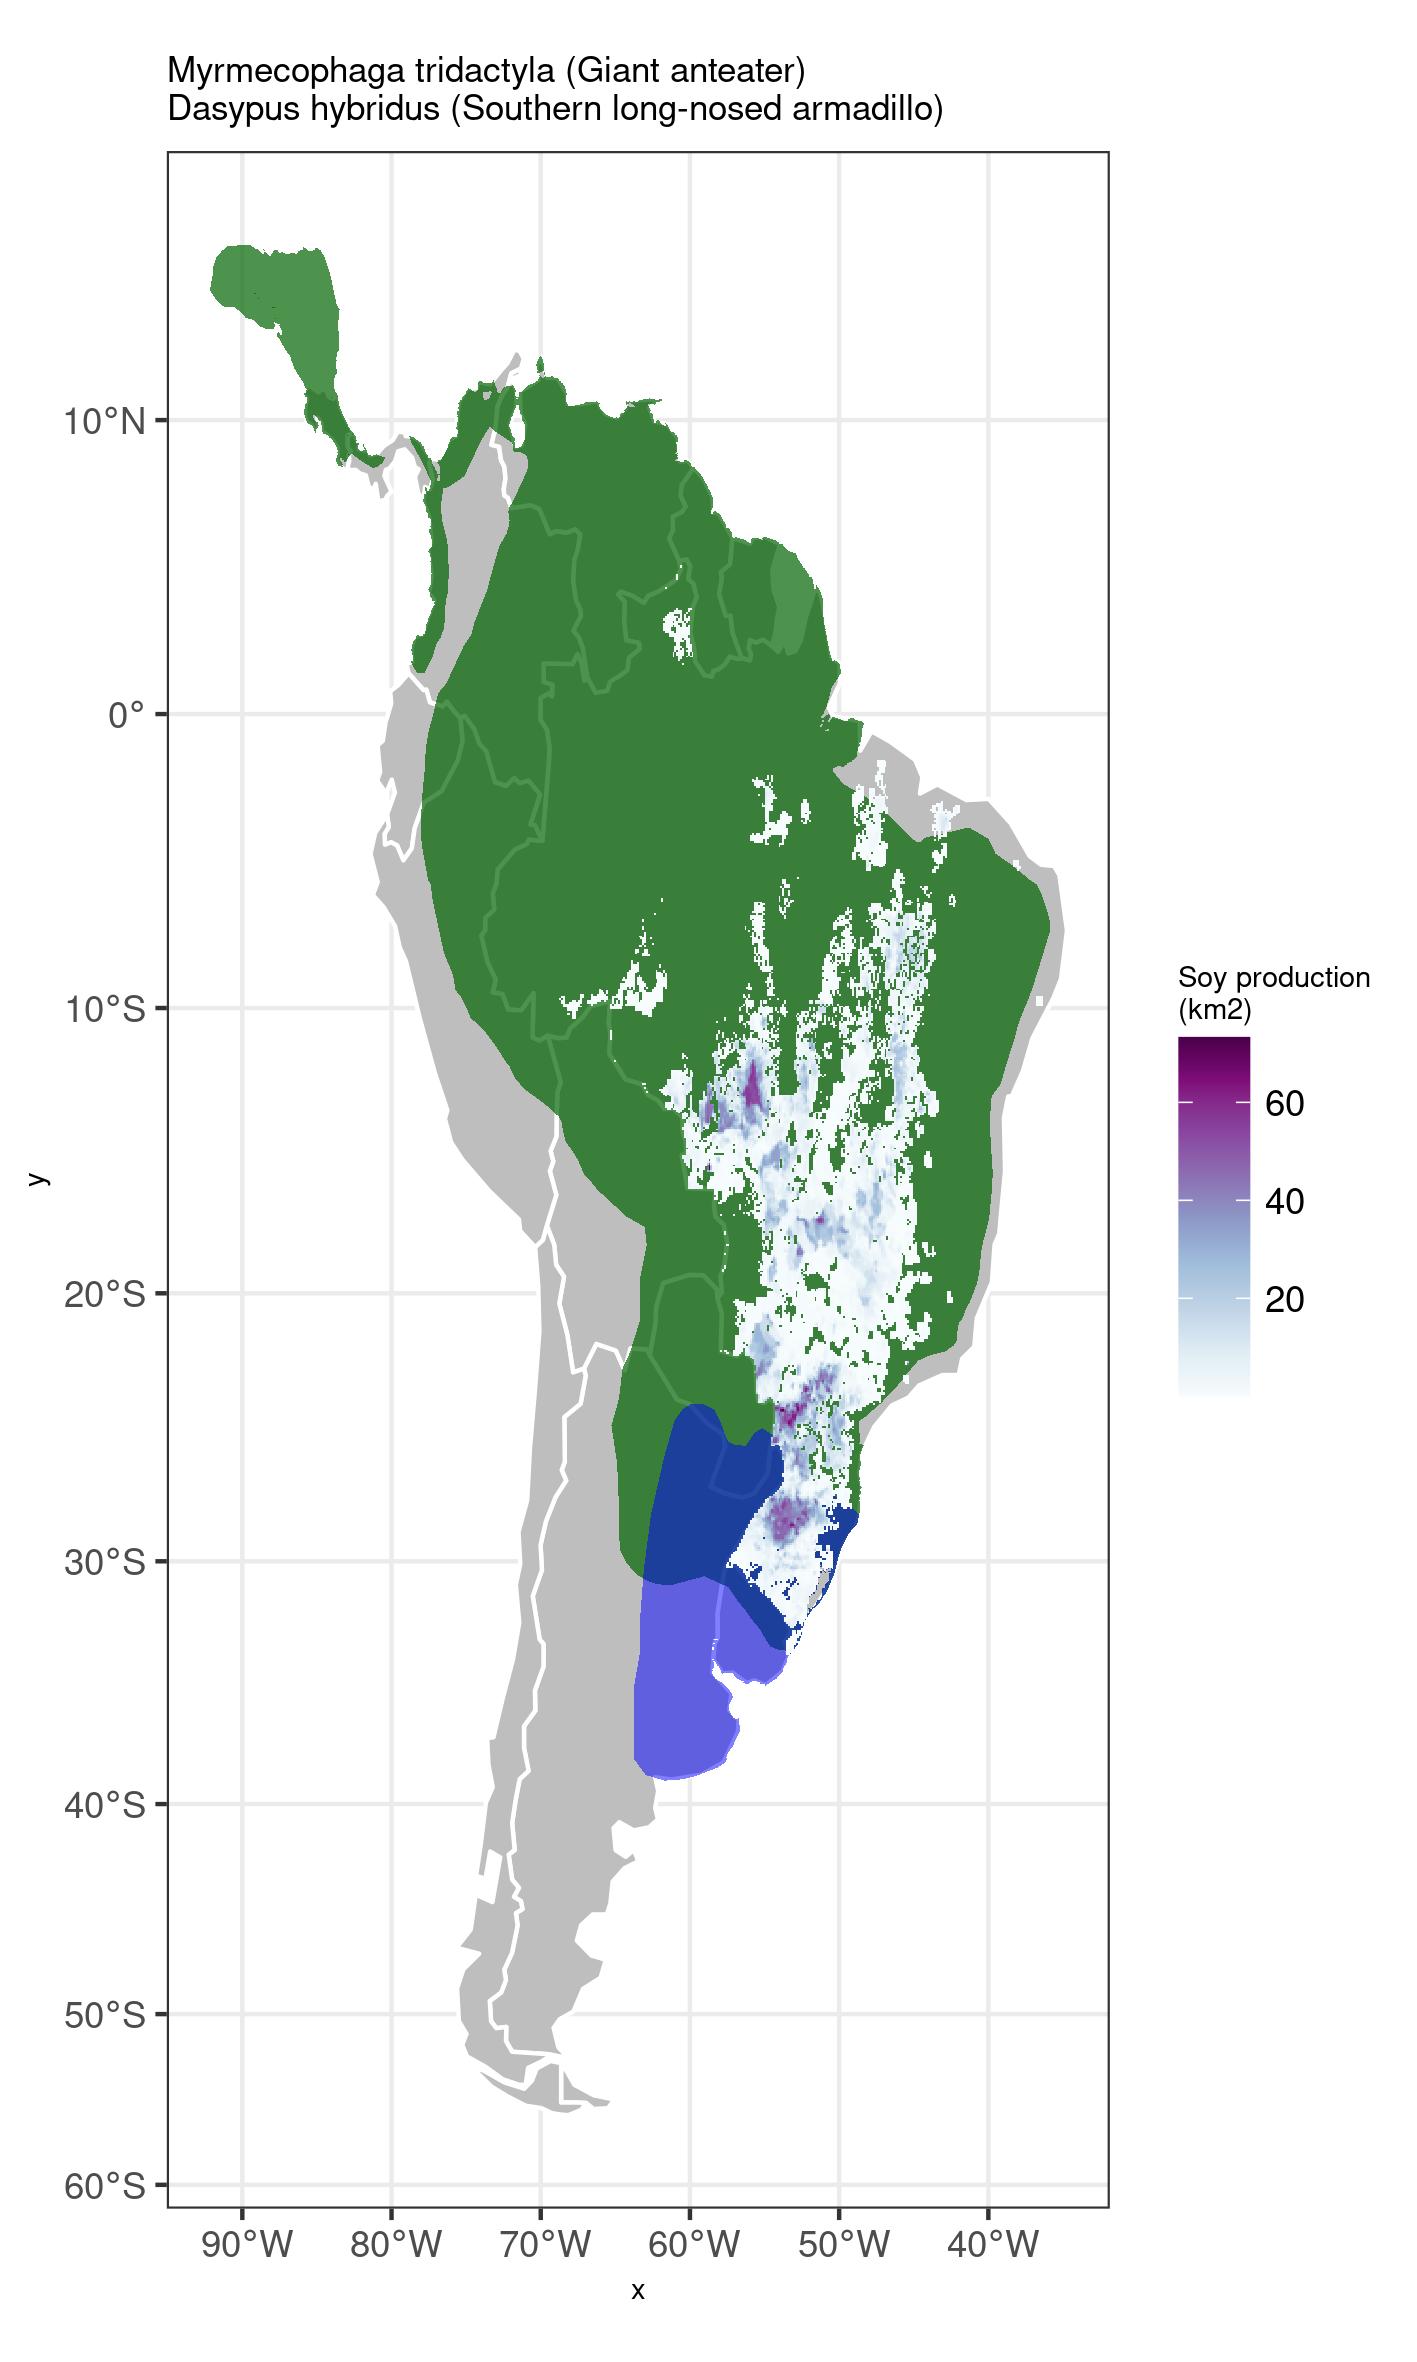 Myrmecophaga tridactyla (Giant anteater)
Dasypus hybridus (Southern long-nosed armadillo)
10°N
0°
10°S
20°S
30°S
40°S
50°S
60°S
y
90°W 80°W 70°W 60°W 50°W 40°W
x
Soy production
(km2)
60
40
20